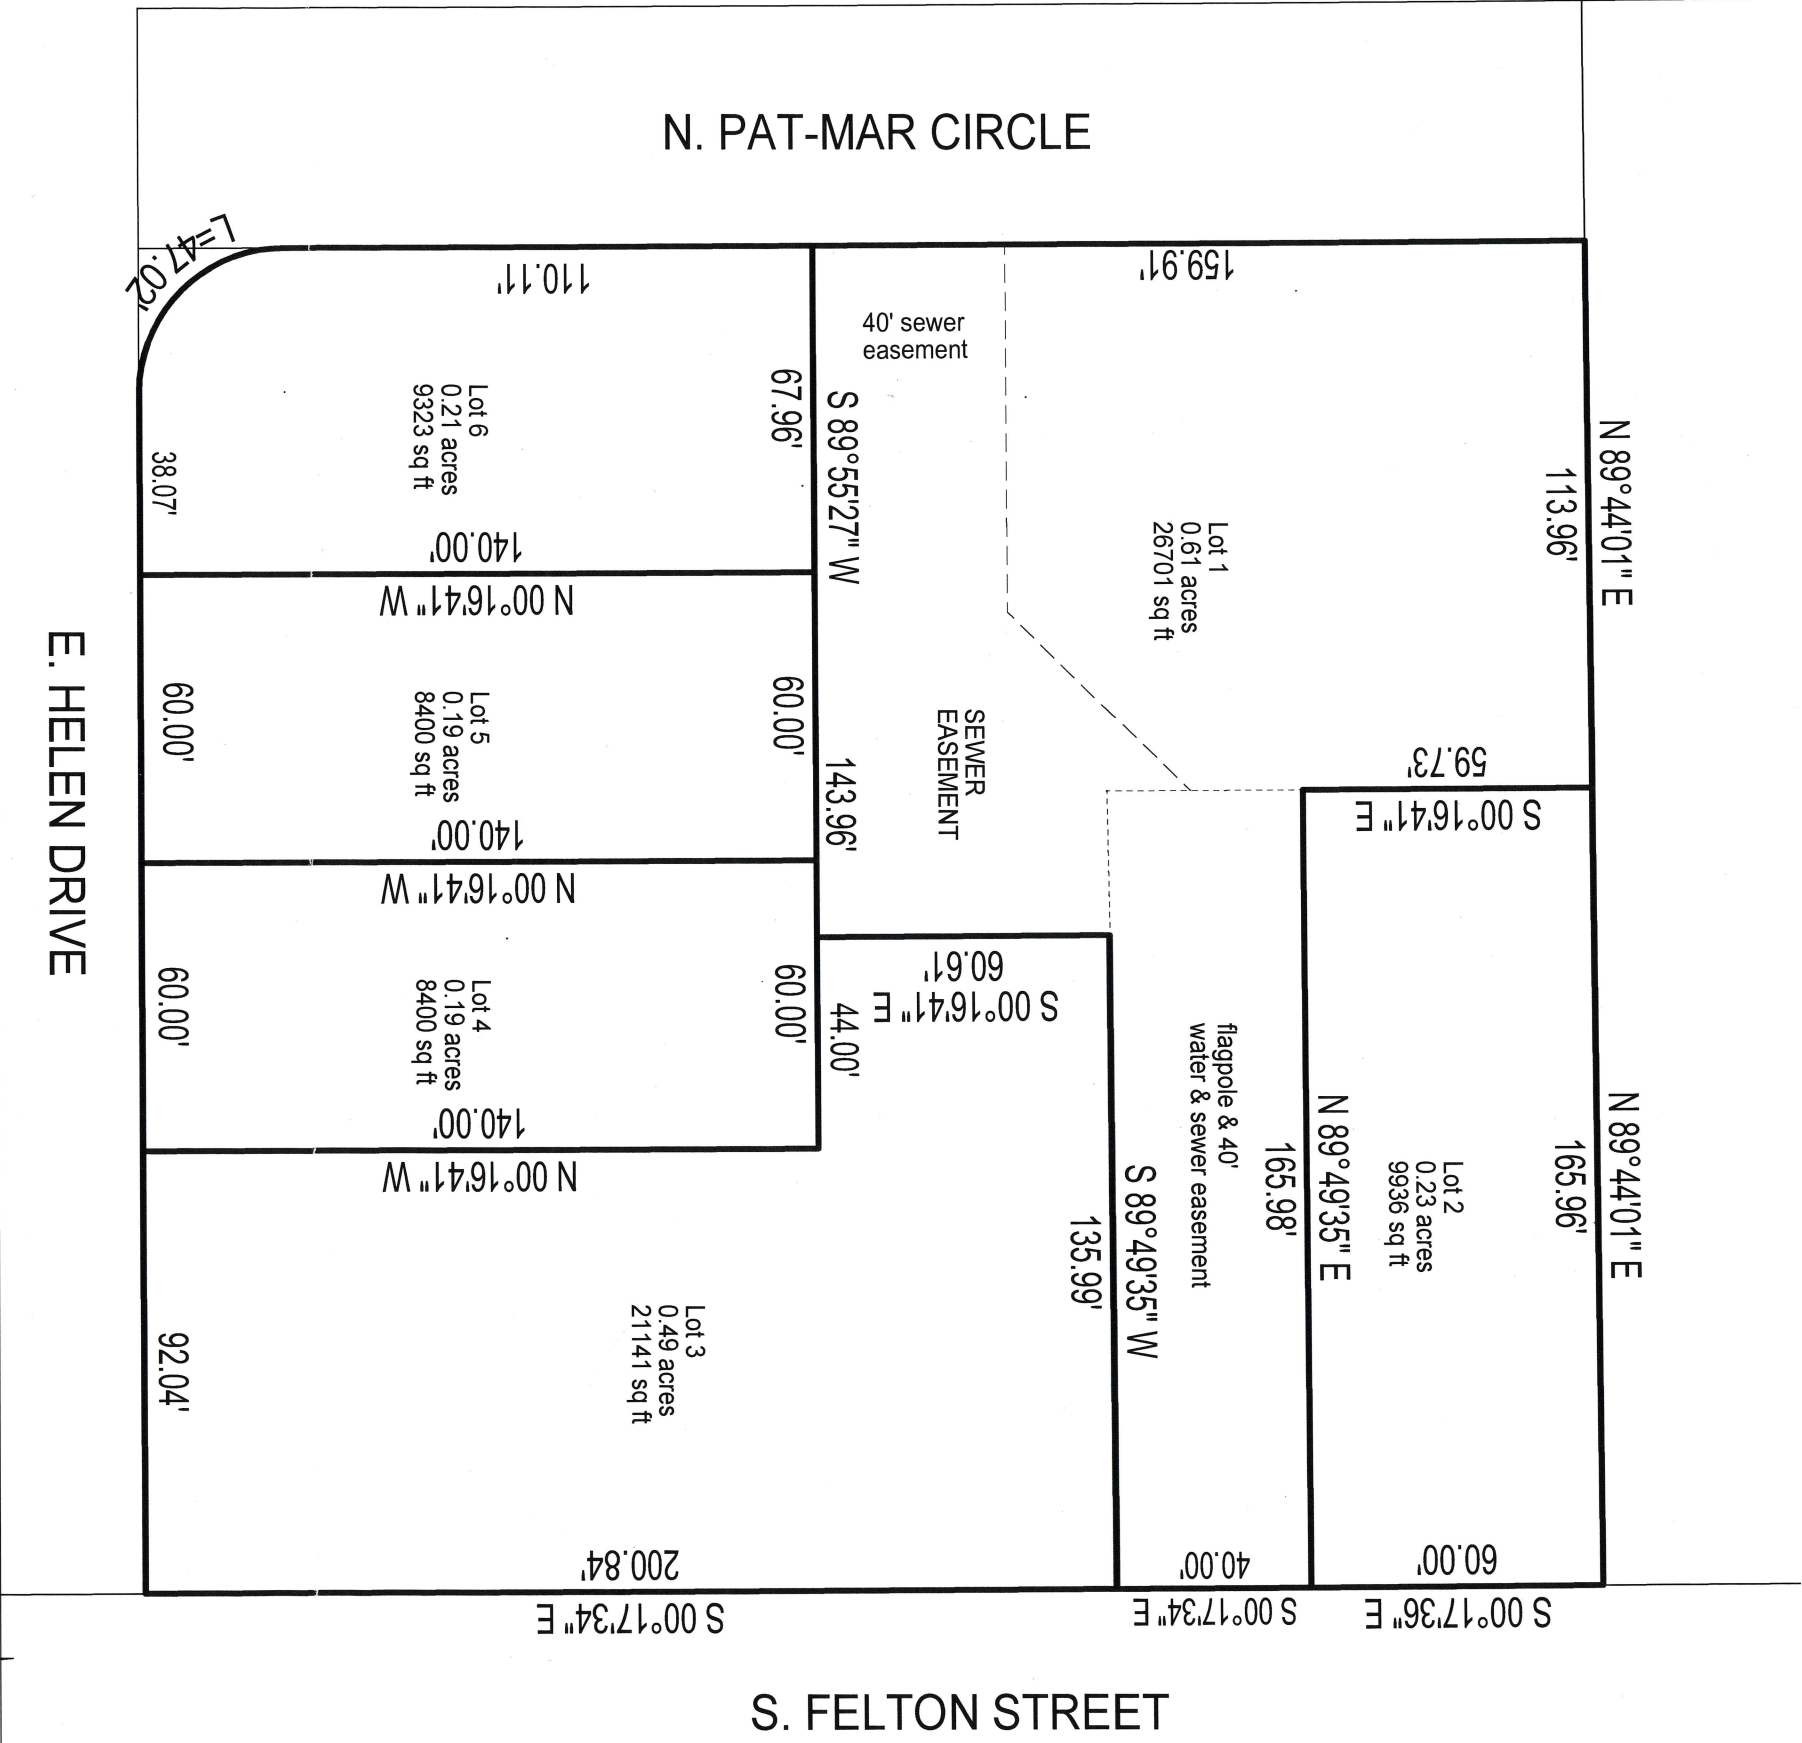 N. PAT-MAR CIRCLE
L=47.02'
110.11'
159.91'
40' sewer
easement
67.96'
S 89°55'27" W
Lot 6
0.21 acres
9323 sq ft
38.07'
140.00'
N 00°16'41" W
N 89°44'01" E
113.96'
Lot 1
0.61 acres
26701 sq ft
E. HELEN DRIVE
60.00'
Lot 5
0.19 acres
8400 sq ft
60.00'
143.96'
SEWER
EASEMENT
59.73'
S 00°16'41" E
140.00'
N 00°16'41" W
60.00'
Lot 4
0.19 acres
8400 sq ft
60.00'
44.00'
60.61'
S 00°16'41" E
140.00'
N 00°16'41" W
flagpole & 40'
water & sewer easement
165.98'
N 89°49'35" E
Lot 2
0.23 acres
9936 sq ft
165.96'
N 89°44'01" E
135.99'
S 89°49'35" W
92.04'
Lot 3
0.49 acres
21141 sq ft
200.84'
S 00°17'34" E
40.00'
S 00°17'34" E
60.00'
S 00°17'36" E
S. FELTON STREET